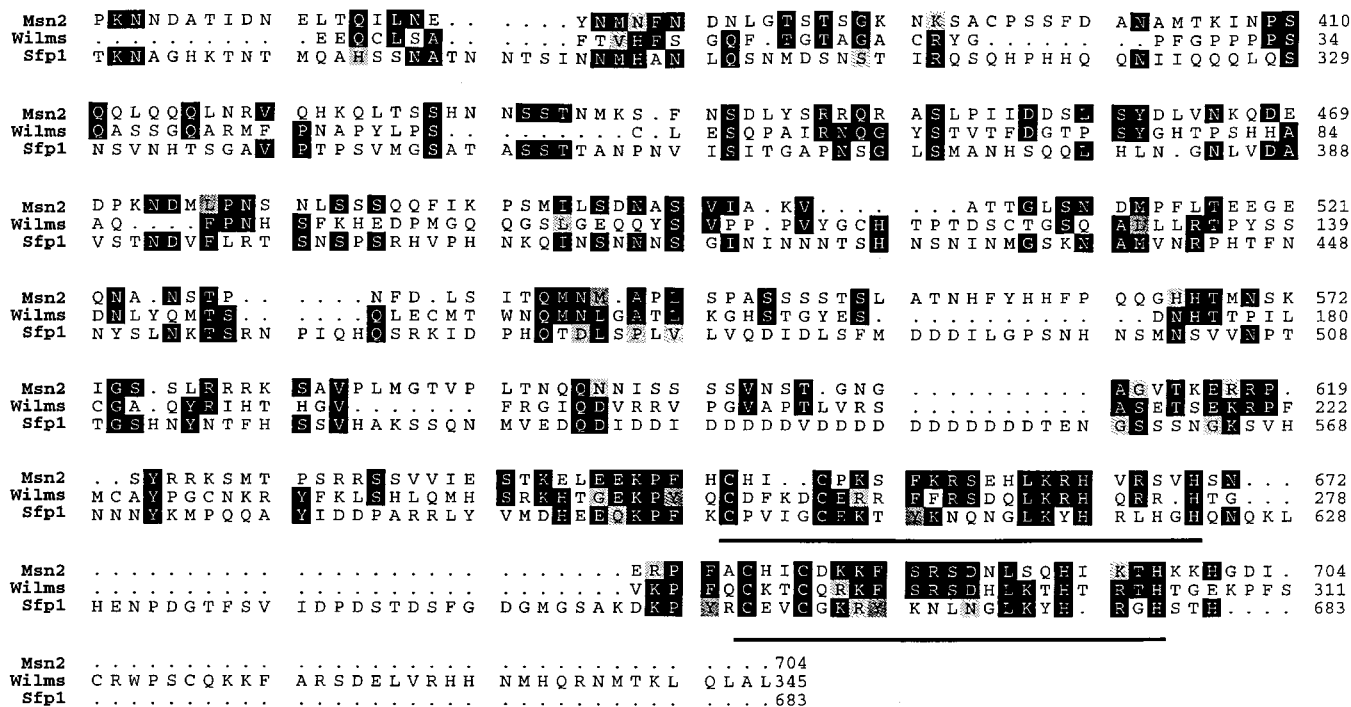 Msn2 PKNNDATIDN ELTQILNE.. ..YNMNFN DNLGTSTSGK NKSACPSSFD ANAMTKINPS 410
Wilms .......... .EEQCLSA.. ..FTVHFS GQF.TGTAGA CRYG...... .PFGPPPPPS 34
Sfp1 TKNAGHKTNT MQAHSSNATN NTSINNMHAN LQSNMDSNST IRQSQHPHHQ QNIIQQQLQS 329
Msn2 QQLQQQLNRV QHKQLTSSHN NSSTNMKS.F NSDLYSRRQR ASLPIIDDSL SYDLVNKQDE 469
Wilms QASSGQARMF PNAPYLPS.. .......C.L ESQPAIRNQG YSTVTFDGTP SYGHTPSHHA 84
Sfp1 NSVNHTSGAV PTPSVMGSAT ASSTTANPNV ISITGAPNSG LSMANHSQQL HLN.GNLVDA 388
Msn2 DPKNDMLPNS NLSSSQQFIK PSMILSDNAS VIA.KV.... .ATTGLSND DMPFLTEEGE 521
Wilms AQ...FPNH SFKHEDPMGQ QGSLGEQQYS VPP.PVYGCH TPTDSCTGSQ ALLLRTPYSS 139
Sfp1 VSTNDVFLRT SNSPSRHVPH NKQINSNNNS GININNNTSH NSNINMGSKN AMVNRPHTFN 448
Msn2 QNA.NSTP.. ....NFD.LS ITQMNM.APL SPASSSSTSL ATNHFYHHFP QQGHHTMNSK 572
Wilms DNLYQMTS.. ....QLECMT WNQMNLGATL KGHSTGYES. .......... ..DNHTTPIL 180
Sfp1 NYSLNKTSRN PIQHQSRKID PHQTDLSPLV LVQDIDLSFM DDDILGPSNH NSMNSVVNPT 508
Msn2 IGS.SLRRRK SAVPLMGTVP LTNQQNNISS SSVNST.GNG .......... AGVTKERRP. 619
Wilms CGA.QYRIHT HGV....... FRGIQDVRRV PGVAPTLVRS .......... ASETSEKRPF 222
Sfp1 TGSHNYNTFH SSVHAKSSQN MVEDQDIDDI DDDDDVDDDD DDDDDDDTEN GSSSNGKSVH 568
Msn2 ..SYRRKSMT PSRRSSVVIE STKELEEKPF HCHI..CPKS FKRSEHLKRH VRSVHSN... 672
Wilms MCAYPGCNKR YFKLSHLQMH SRKHTGEKPY QCDFKDCERR FFRSDQLKRH QRR.HTG... 278
Sfp1 NNNYKMPQQA YIDDPARRLY VMDHEEQKPF KCPVIGCEKT YKNQNGLKYH RLHGHQNQKL 628
Msn2 .......... .......... .......ERP FACHICDKKF SRSDNLSQHI KTHKKHGDI. 704
Wilms .......... .......... .......VKP FQCKTCQRKF SRSDHLKTHT RTHTGEKPFS 311
Sfp1 HENPDGTFSV IDPDSTDSFG DGMGSAKDKP YRCEVCGKRY KNLNGLKYH. RGHSTH.... 683
Msn2 .......... .......... .......... ....704
Wilms CRWPSCQKKF ARSDELVRHH NMHQRNMTKL QLAL345
Sfp1 .......... .......... .......... ....683